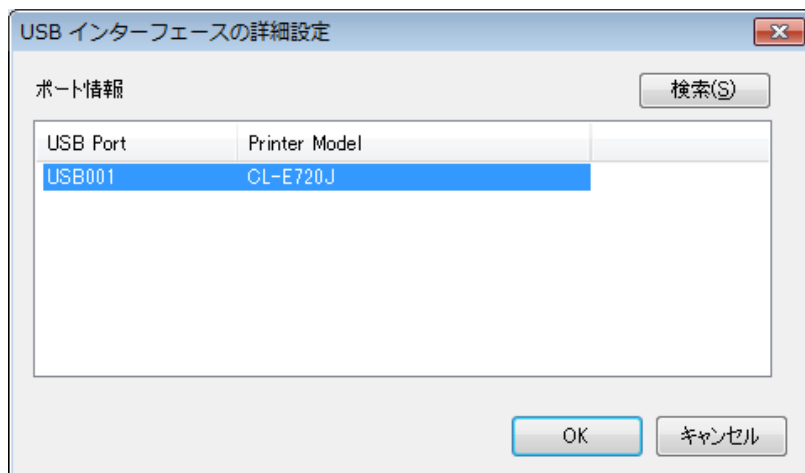 USB インターフェースの詳細設定
ポート情報
検索(S)
USB Port Printer Model
USB001 CL-E720J
OK キャンセル